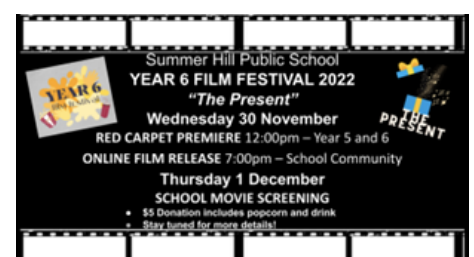 Summer Hill Public School
YEAR 6 FILM FESTIVAL 2022
"The Present"
Wednesday 30 November
RED CARPET PREMIERE 12:00pm – Year 5 and 6
ONLINE FILM RELEASE 7:00pm – School Community
Thursday 1 December
SCHOOL MOVIE SCREENING
• $5 Donation includes popcorn and drink
• Stay tuned for more details!
YEAR 6
FILM FESTIVAL
THE
PRESENT